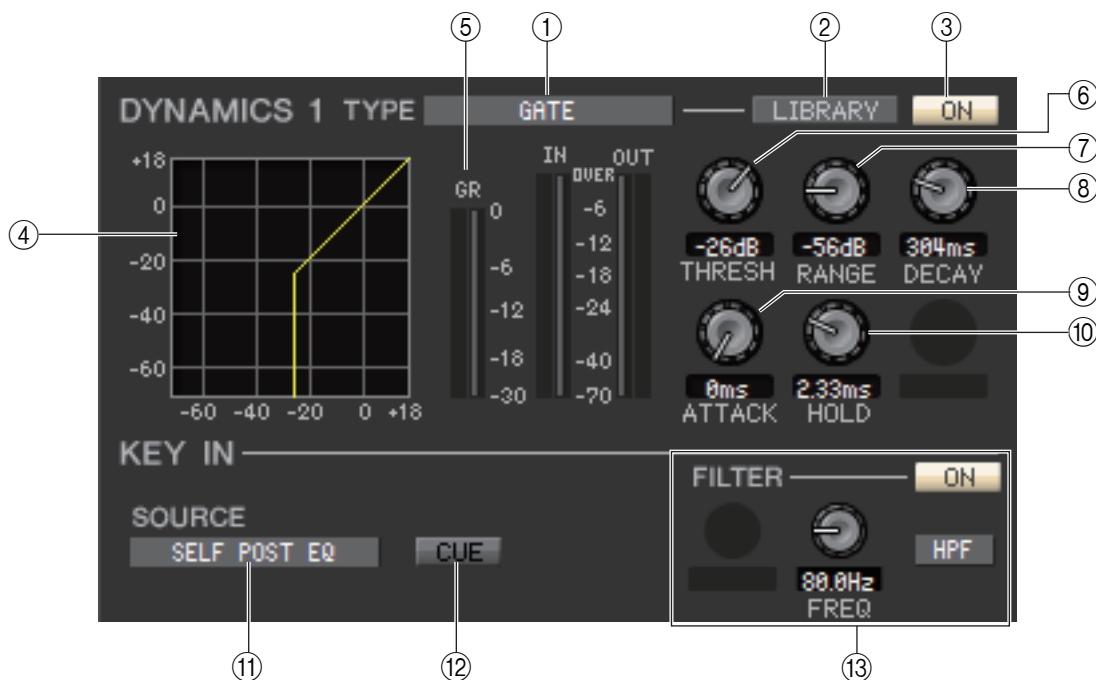 ⑤ ① ② ③
DYNAMICS 1 TYPE GATE LIBRARY ON
⑥
⑦
⑧
④
+18
0
-20
-40
-60
-60 -40 -20 0 +18
GR
0
-6
-12
-18
-30
IN OUT
OVER
-6
-12
-18
-24
-40
-70
-26dB -56dB 304ms
THRESH RANGE DECAY
⑨
⑩
0ms 2.33ms
ATTACK HOLD
KEY IN
FILTER ON
SOURCE
SELF POST EQ CUE
HPF
80.0Hz
FREQ
⑪ ⑫ ⑬